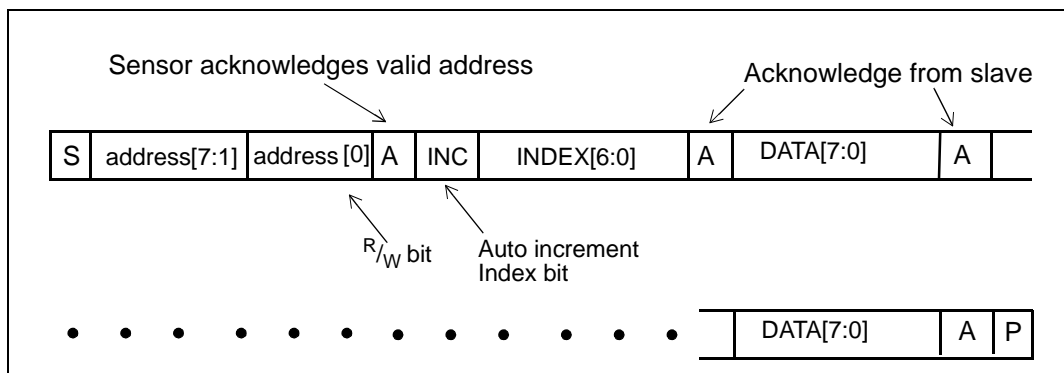 Sensor acknowledges valid address
Acknowledge from slave
S address[7:1] address [0] A INC INDEX[6:0] A DATA[7:0] A
R/W bit
Auto increment
Index bit
DATA[7:0] A P